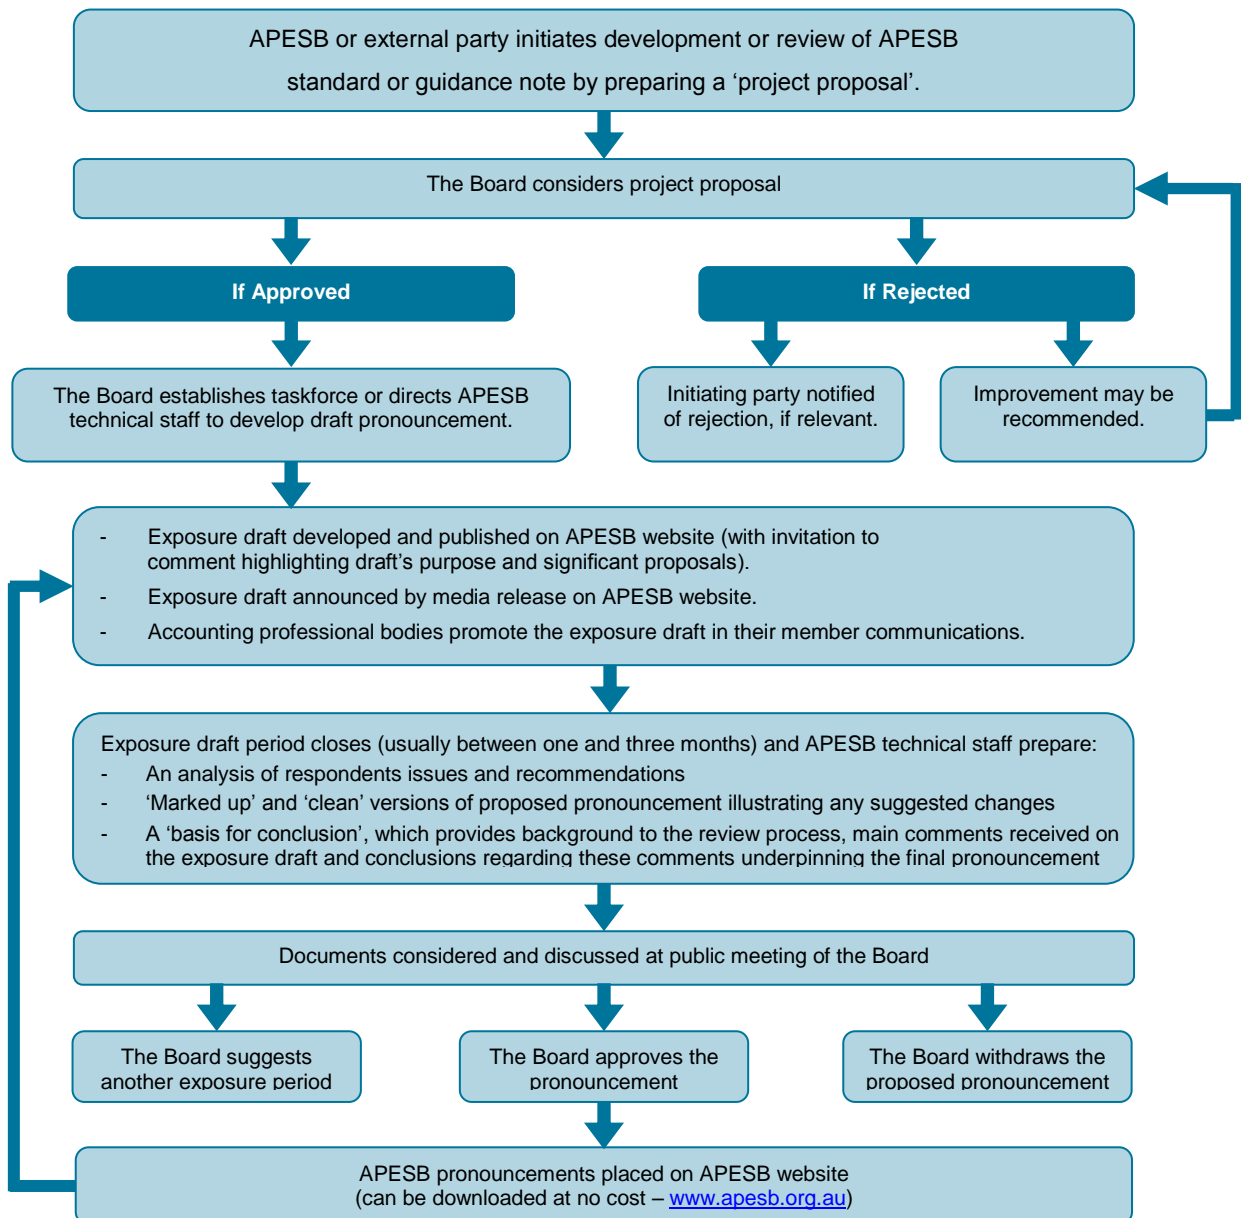 APESB or external party initiates development or review of APESB
standard or guidance note by preparing a ‘project proposal’.
The Board considers project proposal
If Approved
If Rejected
The Board establishes taskforce or directs APESB
technical staff to develop draft pronouncement.
Initiating party notified
of rejection, if relevant.
Improvement may be
recommended.
- Exposure draft developed and published on APESB website (with invitation to
comment highlighting draft’s purpose and significant proposals).
- Exposure draft announced by media release on APESB website.
- Accounting professional bodies promote the exposure draft in their member communications.
Exposure draft period closes (usually between one and three months) and APESB technical staff prepare:
- An analysis of respondents issues and recommendations
- ‘Marked up’ and ‘clean’ versions of proposed pronouncement illustrating any suggested changes
- A ‘basis for conclusion’, which provides background to the review process, main comments received on
the exposure draft and conclusions regarding these comments underpinning the final pronouncement
Documents considered and discussed at public meeting of the Board
The Board suggests
another exposure period
The Board approves the
pronouncement
The Board withdraws the
proposed pronouncement
APESB pronouncements placed on APESB website
(can be downloaded at no cost – www.apesb.org.au)